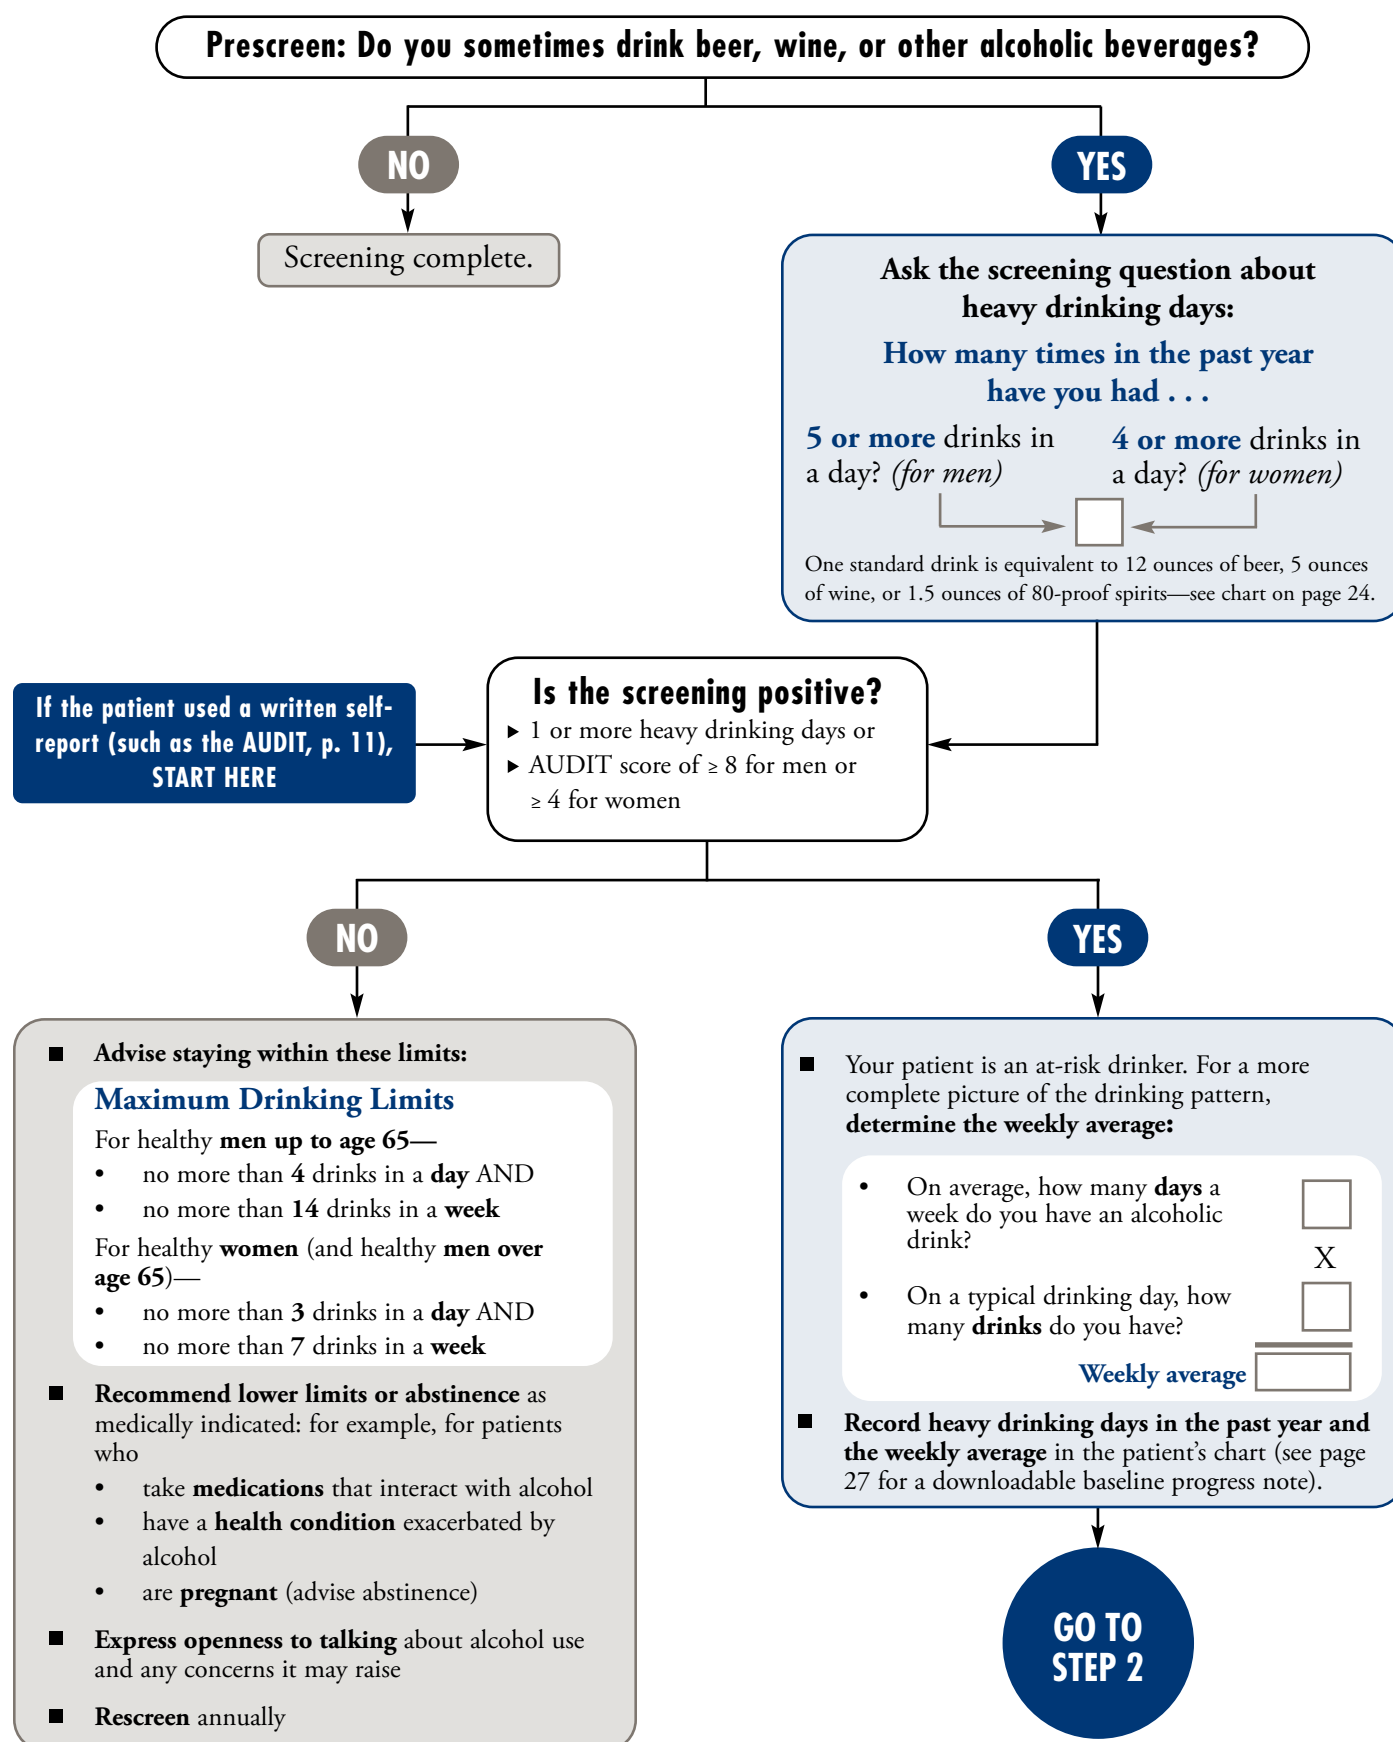 Prescreen: Do you sometimes drink beer, wine, or other alcoholic beverages?
NO
YES
Screening complete.
Ask the screening question about
heavy drinking days:
How many times in the past year
have you had . . .
5 or more drinks in
a day? (for men)
4 or more drinks in
a day? (for women)
One standard drink is equivalent to 12 ounces of beer, 5 ounces
of wine, or 1.5 ounces of 80-proof spirits—see chart on page 24.
If the patient used a written self-
report (such as the AUDIT, p. 11),
START HERE
Is the screening positive?
▶ 1 or more heavy drinking days or
▶ AUDIT score of ≥ 8 for men or
≥ 4 for women
NO
YES
■ Advise staying within these limits:
Maximum Drinking Limits
For healthy men up to age 65—
• no more than 4 drinks in a day AND
• no more than 14 drinks in a week
For healthy women (and healthy men over
age 65)—
• no more than 3 drinks in a day AND
• no more than 7 drinks in a week
■ Recommend lower limits or abstinence as
medically indicated: for example, for patients
who
• take medications that interact with alcohol
• have a health condition exacerbated by
alcohol
• are pregnant (advise abstinence)
■ Express openness to talking about alcohol use
and any concerns it may raise
■ Rescreen annually
■ Your patient is an at-risk drinker. For a more
complete picture of the drinking pattern,
determine the weekly average:
• On average, how many days a
week do you have an alcoholic
drink?
X
• On a typical drinking day, how
many drinks do you have?
Weekly average
■ Record heavy drinking days in the past year and
the weekly average in the patient’s chart (see page
27 for a downloadable baseline progress note).
GO TO
STEP 2